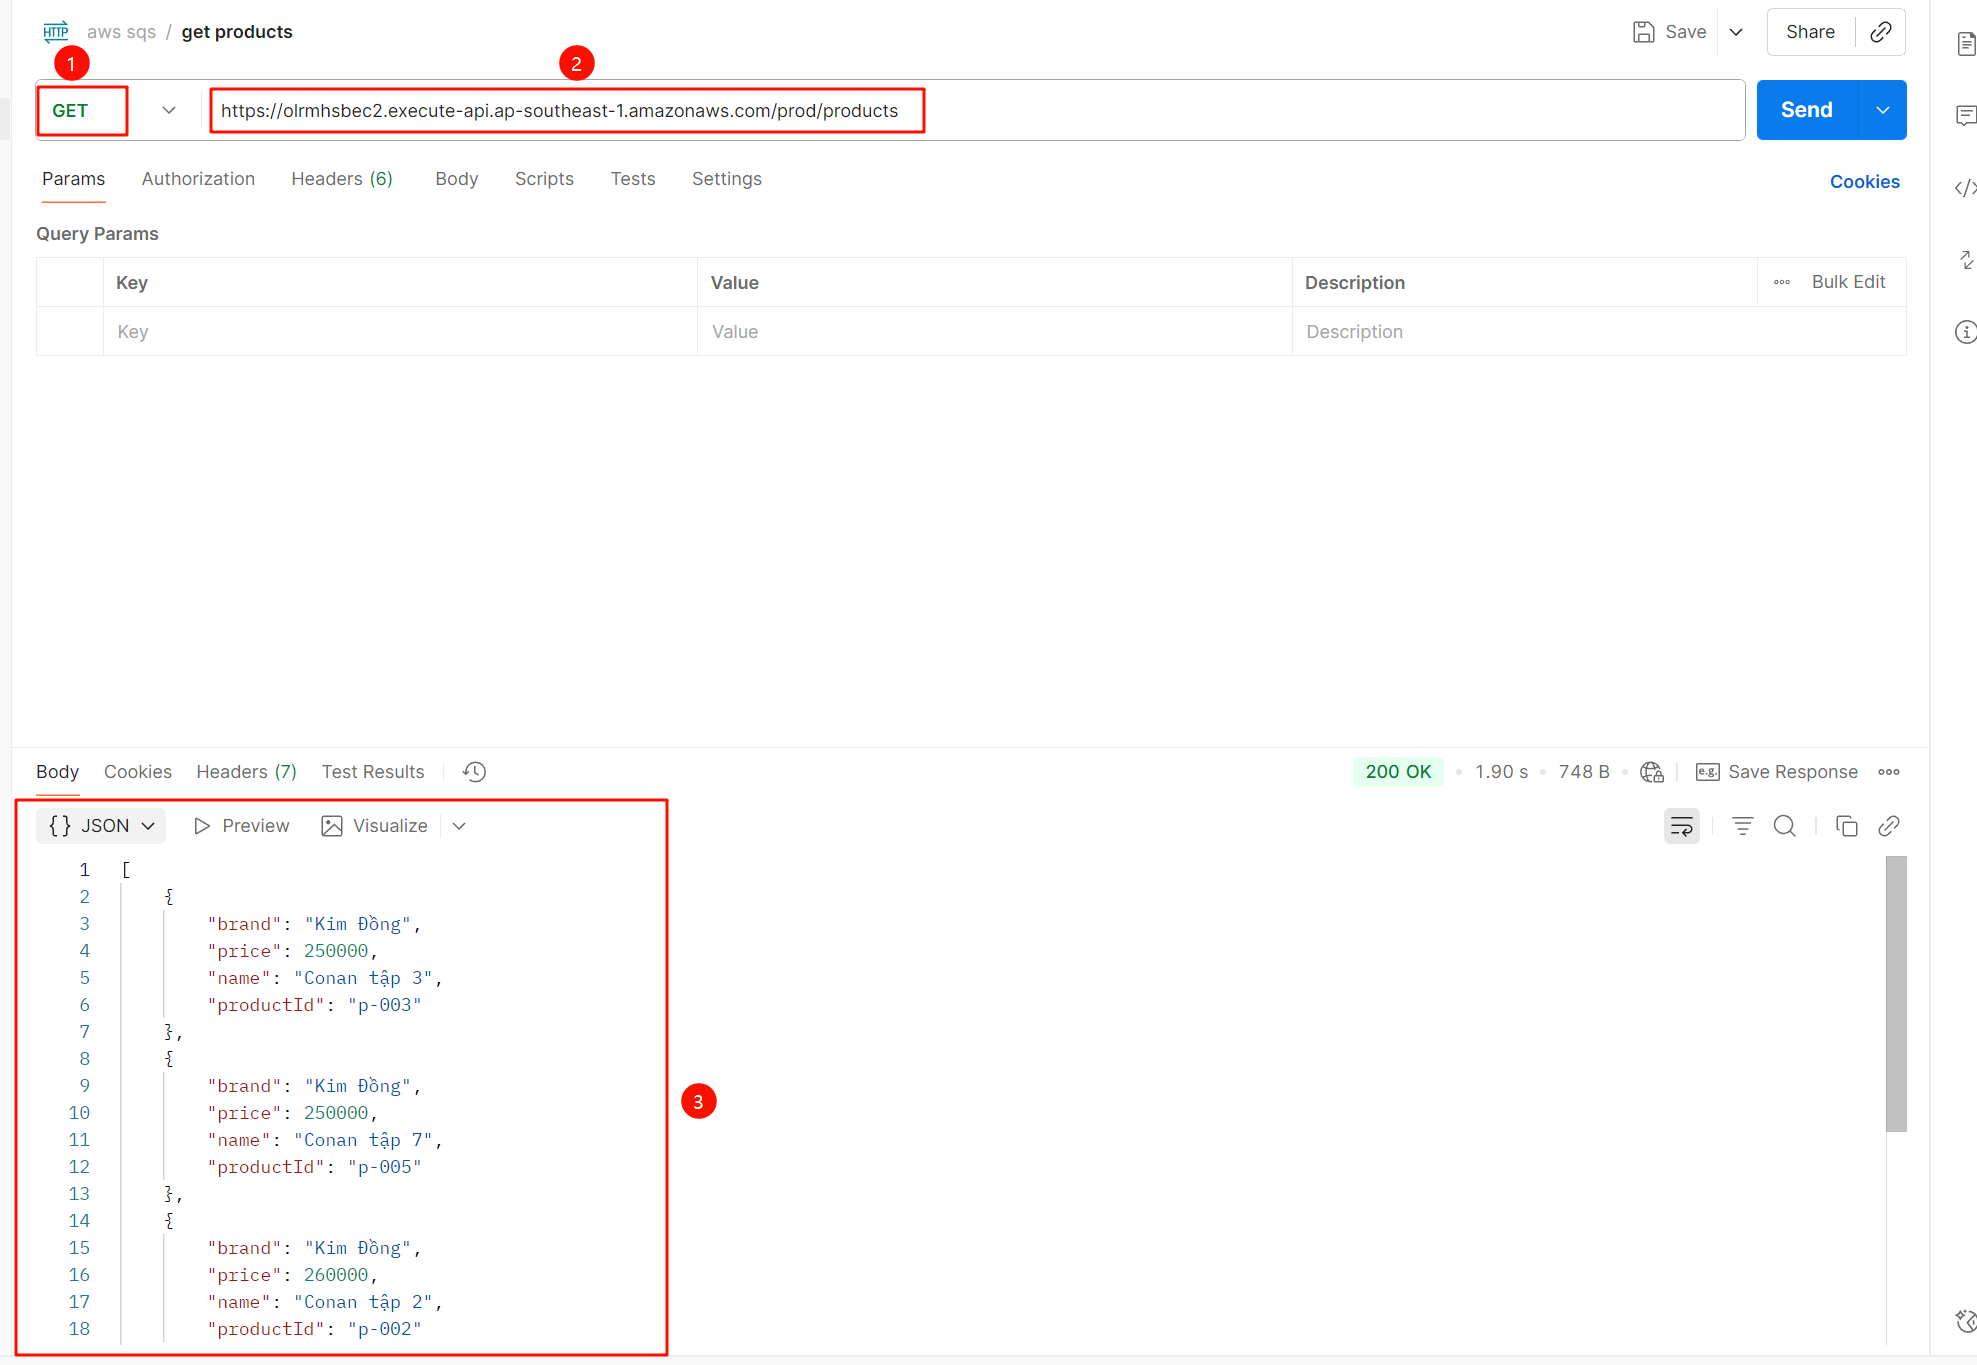 HTTP aws sqs / get products Save Share
1 2
GET https://olrmhsbec2.execute-api.ap-southeast-1.amazonaws.com/prod/products Send
Params Authorization Headers (6) Body Scripts Tests Settings Cookies
Query Params
Key Value Description Bulk Edit
Key Value Description
Body Cookies Headers (7) Test Results 200 OK • 1.90 s • 748 B • e.g. Save Response
{} JSON Preview Visualize
1 [
2 {
3 "brand": "Kim Đồng",
4 "price": 250000,
5 "name": "Conan tập 3",
6 "productId": "p-003"
7 },
8 {
9 "brand": "Kim Đồng",
10 "price": 250000,
3
11 "name": "Conan tập 7",
12 "productId": "p-005"
13 },
14 {
15 "brand": "Kim Đồng",
16 "price": 260000,
17 "name": "Conan tập 2",
18 "productId": "p-002"